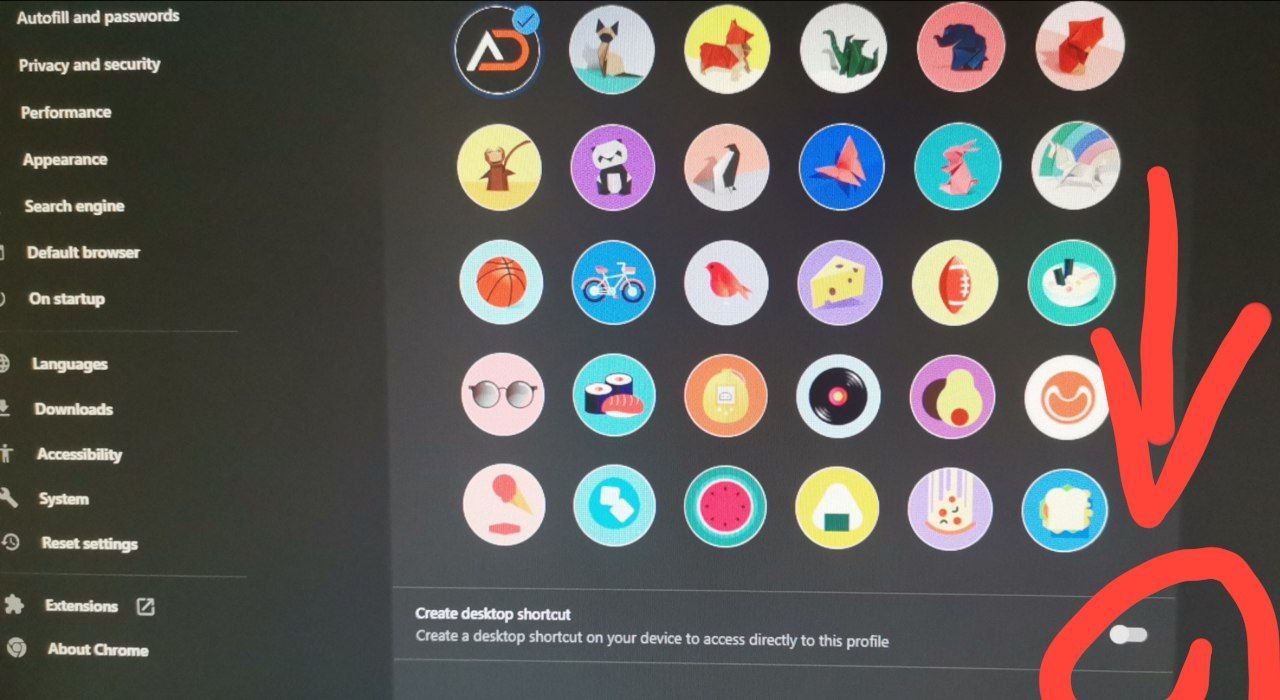 Autofill and passwords
Privacy and security
Performance
Appearance
Search engine
Default browser
On startup
Languages
Downloads
Accessibility
System
Reset settings
Extensions
About Chrome
Create desktop shortcut
Create a desktop shortcut on your device to access directly to this profile